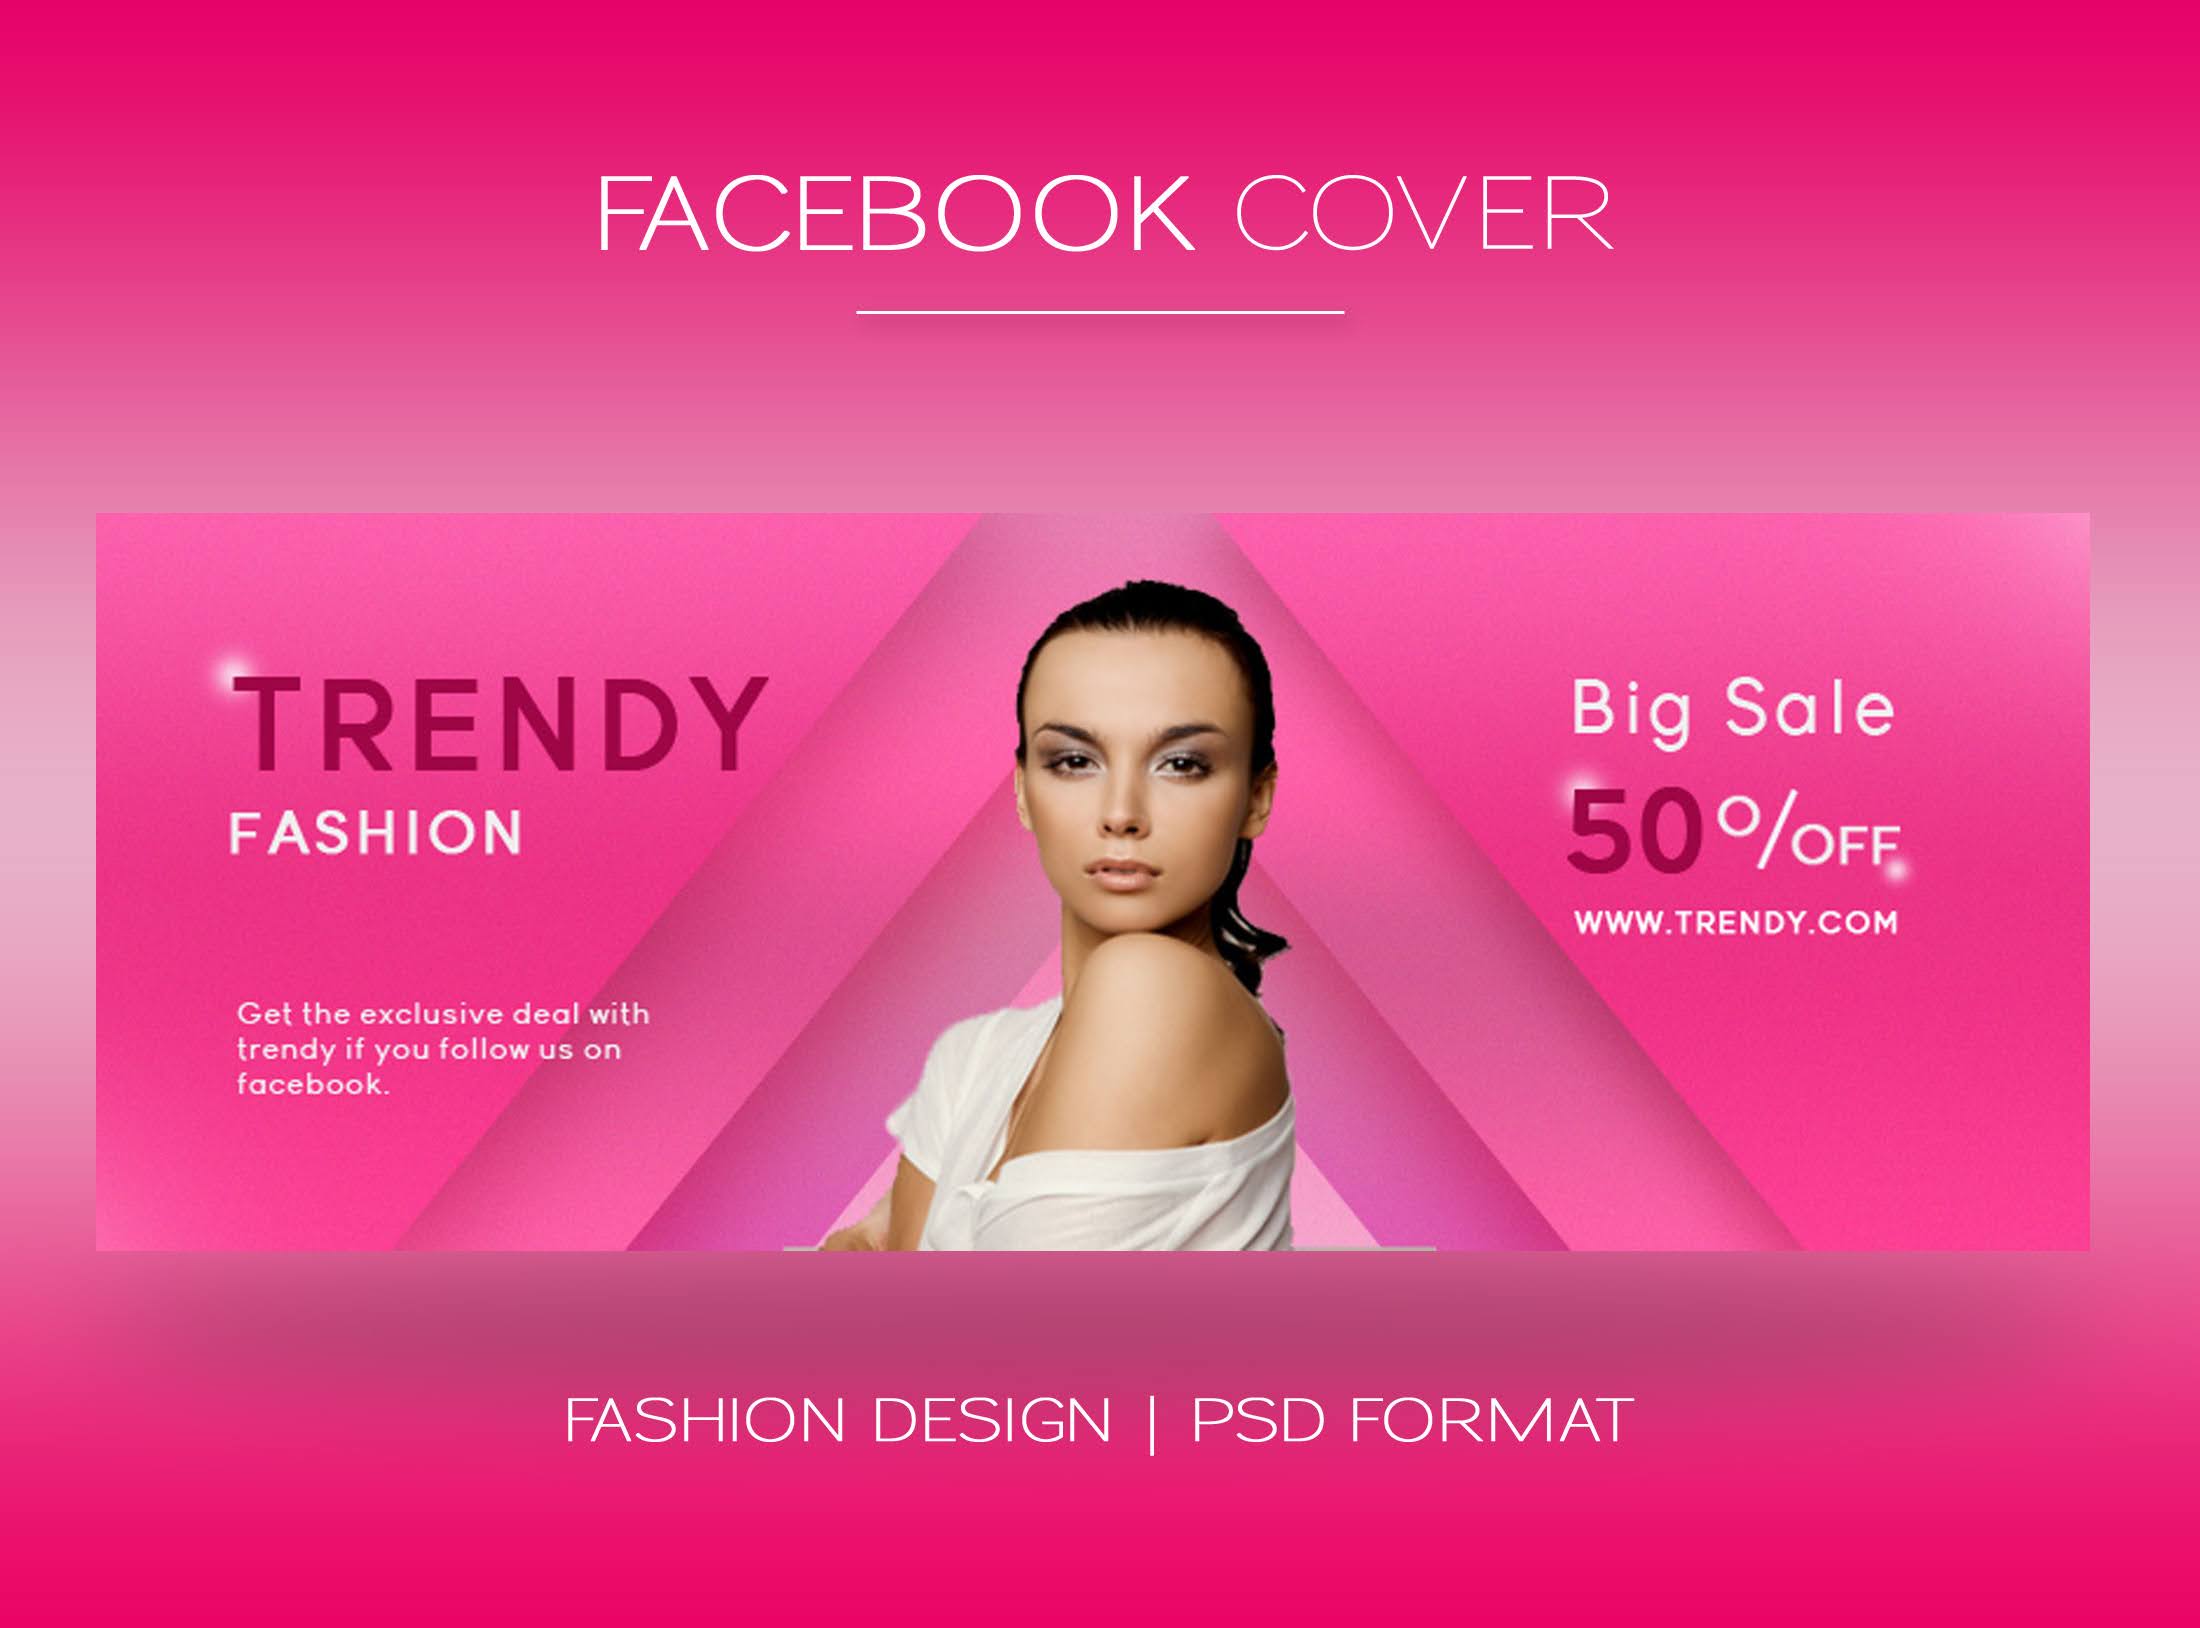 FACEBOOK COVER
TRENDY
FASHION
Get the exclusive deal with
trendy if you follow us on
facebook.
Big Sale
50%OFF
WWW.TRENDY.COM
FASHION DESIGN | PSD FORMAT